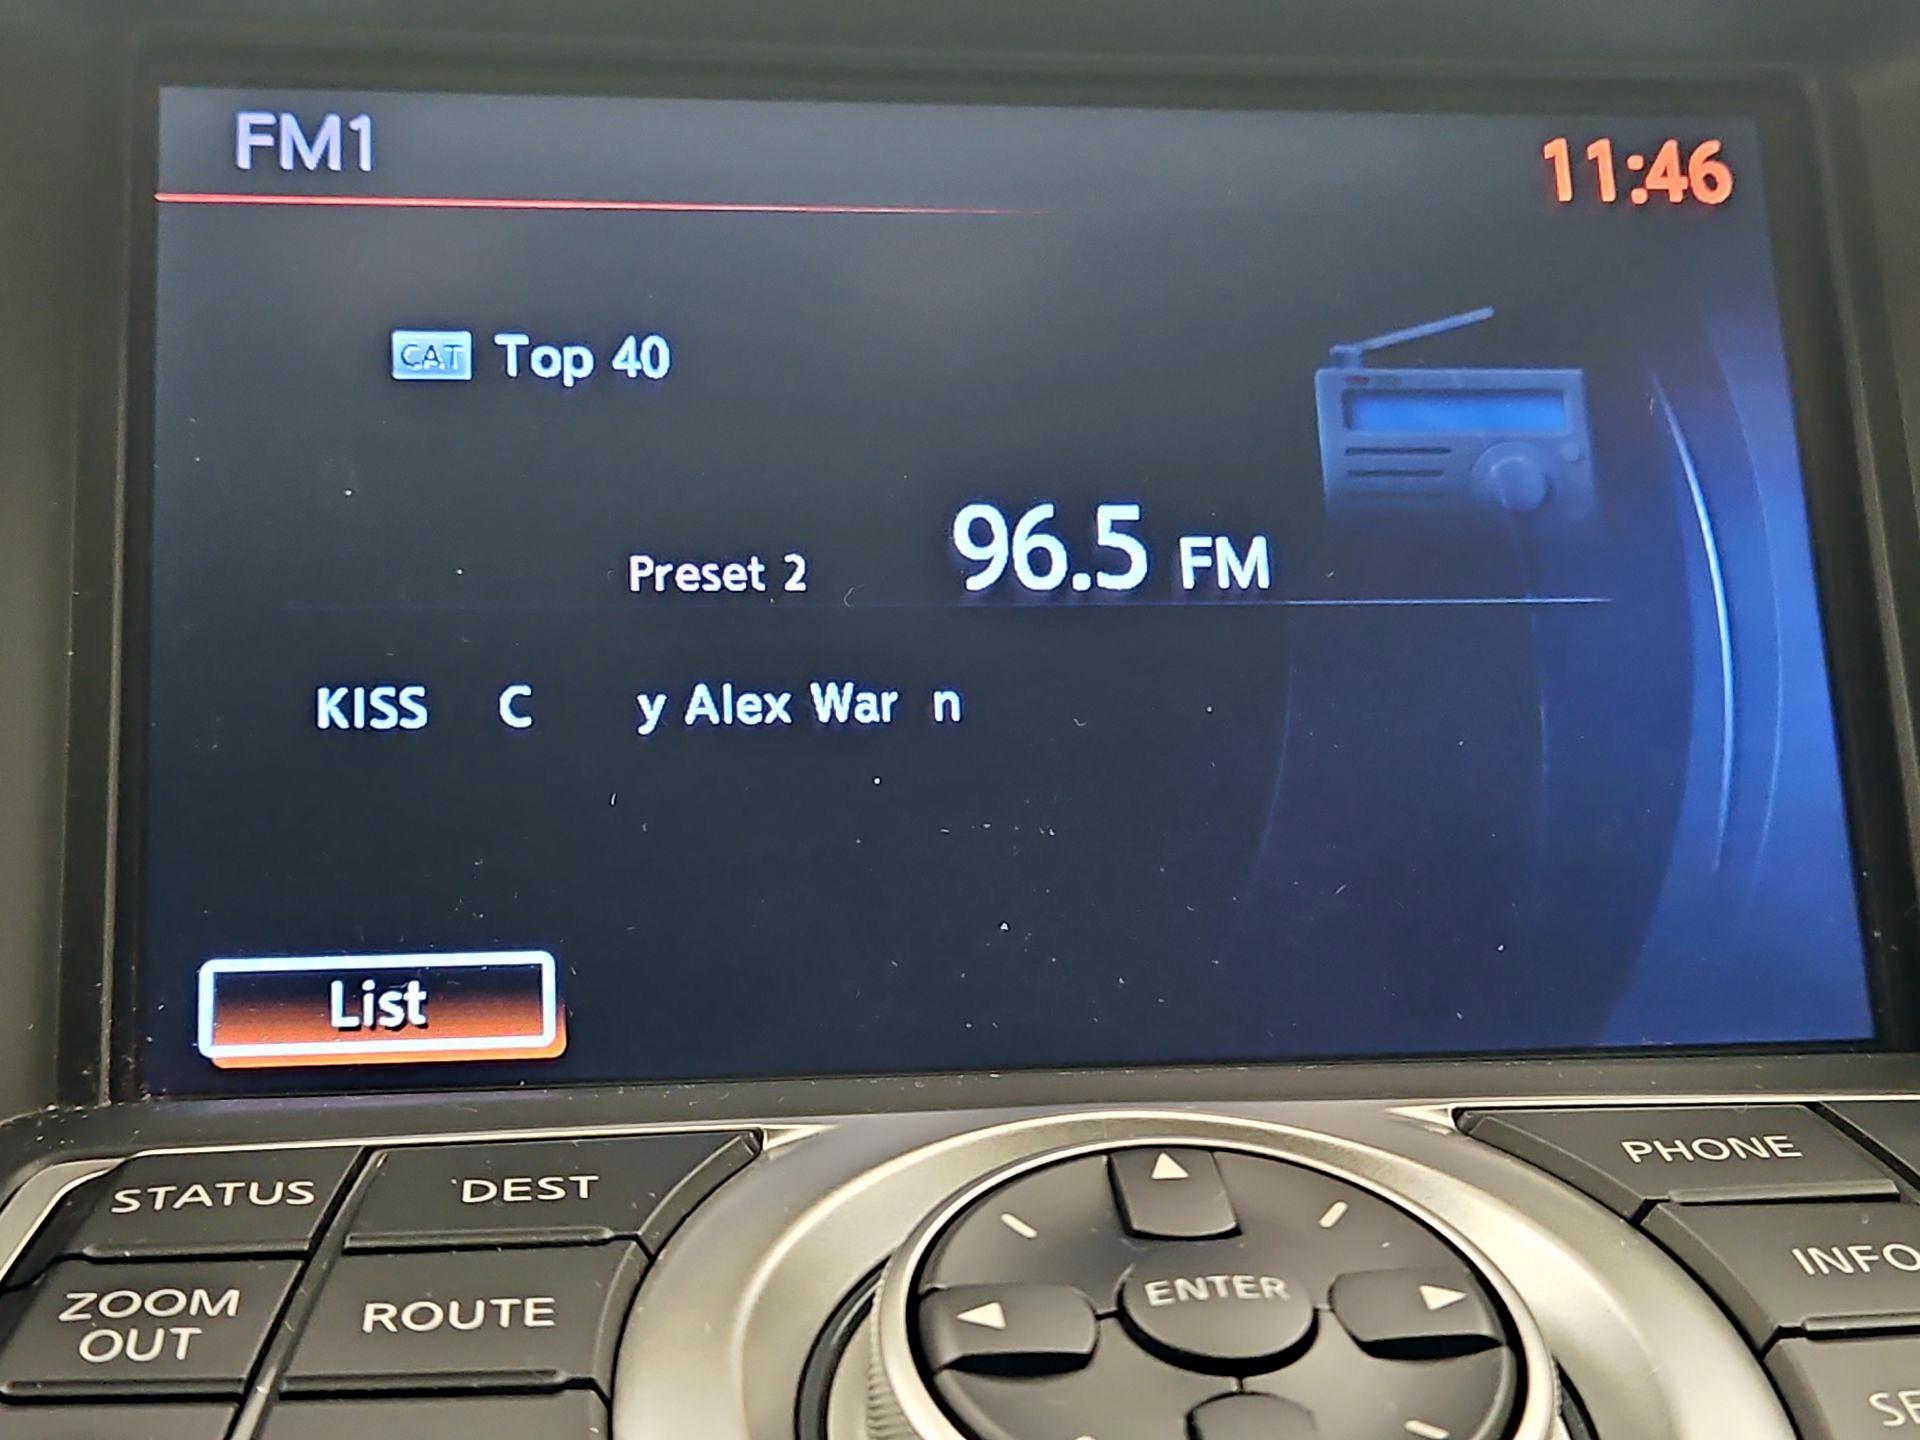 FM1
11:46
CAT Top 40
Preset 2 96.5 FM
KISS C y Alex War n
List
STATUS
DEST
PHONE
ZOOM
OUT
ROUTE
ENTER
INFO
SE